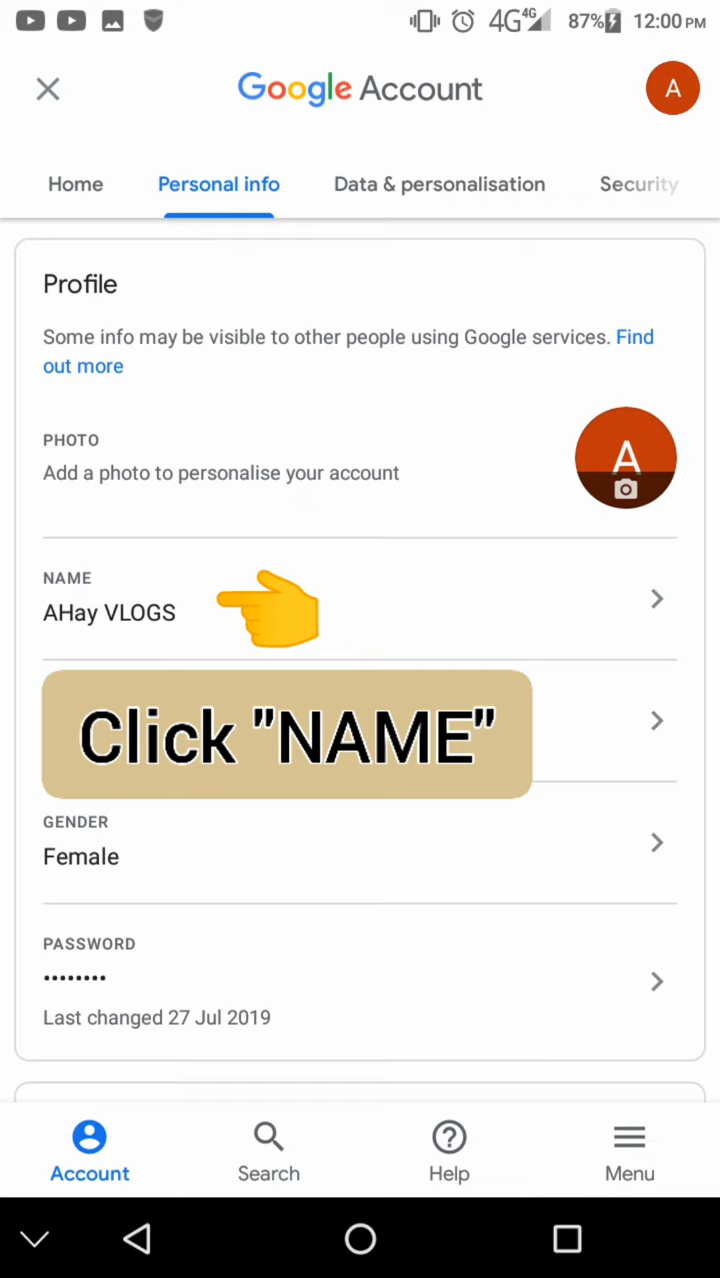 4G 4G 87% 12:00 PM
Google Account
A
Home Personal info Data & personalisation Security
Profile
Some info may be visible to other people using Google services. Find
out more
PHOTO
Add a photo to personalise your account
A
NAME
AHay VLOGS
Click "NAME"
GENDER
Female
PASSWORD
••••••••
Last changed 27 Jul 2019
Account Search Help Menu